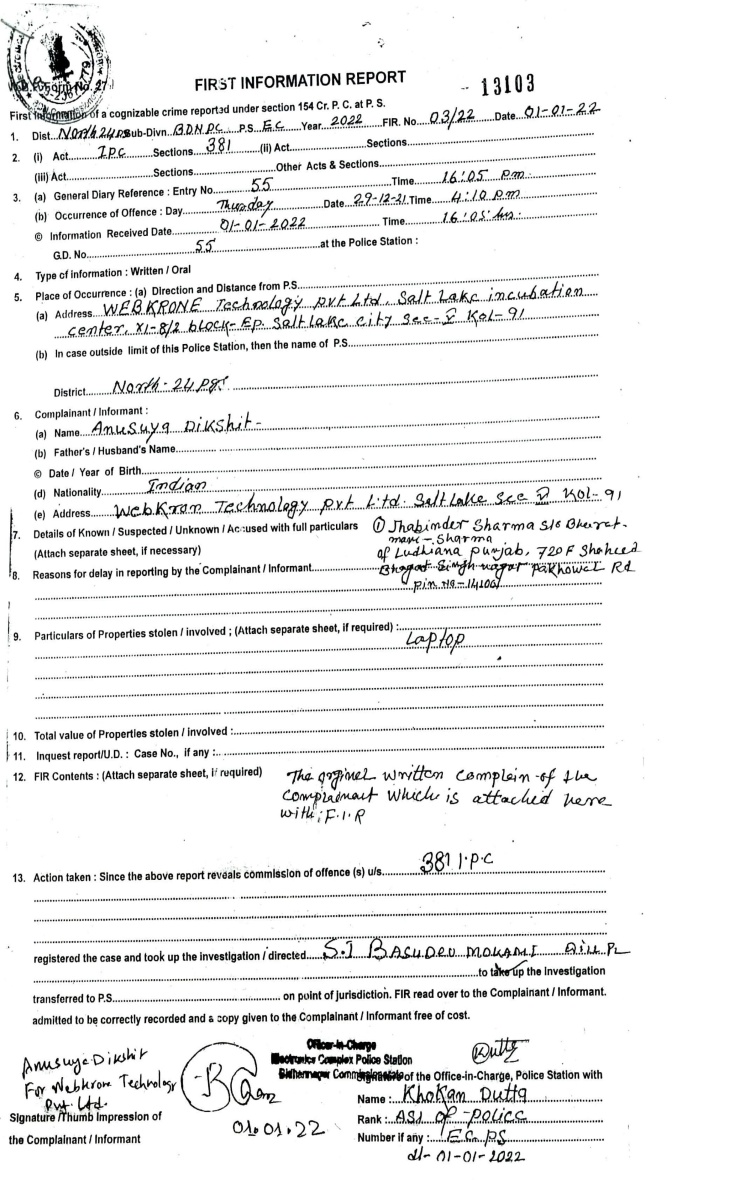 FIRST INFORMATION REPORT
13103
First Information of a cognizable crime reported under section 154 Cr. P. C. at P. S.
1. Dist. North 24 PGS Sub-Divn. BDNPC P.S. EC Year 2022 FIR. No. 03/22 Date 01-01-22
2. (i) Act IPC Sections 381 (ii) Act Sections
(iii) Act Sections Other Acts & Sections
3. (a) General Diary Reference : Entry No. 55 Time 16:05 pm.
(b) Occurrence of Offence : Day Thusday Date 29-12-21 Time 4:10 pm
© Information Received Date 01-01-2022 Time 16:05 hrs.
G.D. No. 55 at the Police Station :
4. Type of information : Written / Oral
5. Place of Occurrence : (a) Direction and Distance from P.S.
(a) Address WEBKRONE Technology pvt Ltd. Salt Lake incubation
center, X1-8/2 block-Ep. Salt Lake city Sec-V Kol-91
(b) In case outside limit of this Police Station, then the name of P.S
District North-24 pgs.
6. Complainant / Informant :
(a) Name Anusuya Dikshit-
(b) Father's / Husband's Name
© Date / Year of Birth
(d) Nationality Indian
(e) Address WebKron Technology pvt Ltd. Salt Lake Sec V Kol-91
7. Details of Known / Suspected / Unknown / Accused with full particulars ① Jhabinder Sharma S/o Bharat-
mani-Sharma
(Attach separate sheet, if necessary) of Ludhiana punjab, 720 F Shaheed
8. Reasons for delay in reporting by the Complainant / Informant Bhagat Singh nagar Pakhowal Rd
pin No-
9. Particulars of Properties stolen / involved ; (Attach separate sheet, if required) :
Laptop
10. Total value of Properties stolen / involved :
11. Inquest report/U.D. : Case No., if any :
12. FIR Contents : (Attach separate sheet, if required) The orginel written complein of the
Complainant which is attached here
with ; F.I.R
13. Action taken : Since the above report reveals commission of offence (s) u/s. 381 I.P.C
registered the case and took up the investigation / directed S.I BASUDEV
to take up the Investigation
transferred to P.S. on point of jurisdiction. FIR read over to the Complainant / Informant.
admitted to be correctly recorded and a copy given to the Complainant / Informant free of cost.
Officer-in-Charge
Electronics Complex Police Station
Bidhannagar Commissionerate
Signature of the Office-in-Charge, Police Station with
Anusuya Dikshit
For Webkrone Technology
Pvt. Ltd.
Signature /Thumb Impression of
the Complainant / Informant
01.01.22
Dutta
Name : Khokan Dutta
Rank : ASI of -police
Number if any : EC PS
dt- 01-01-2022